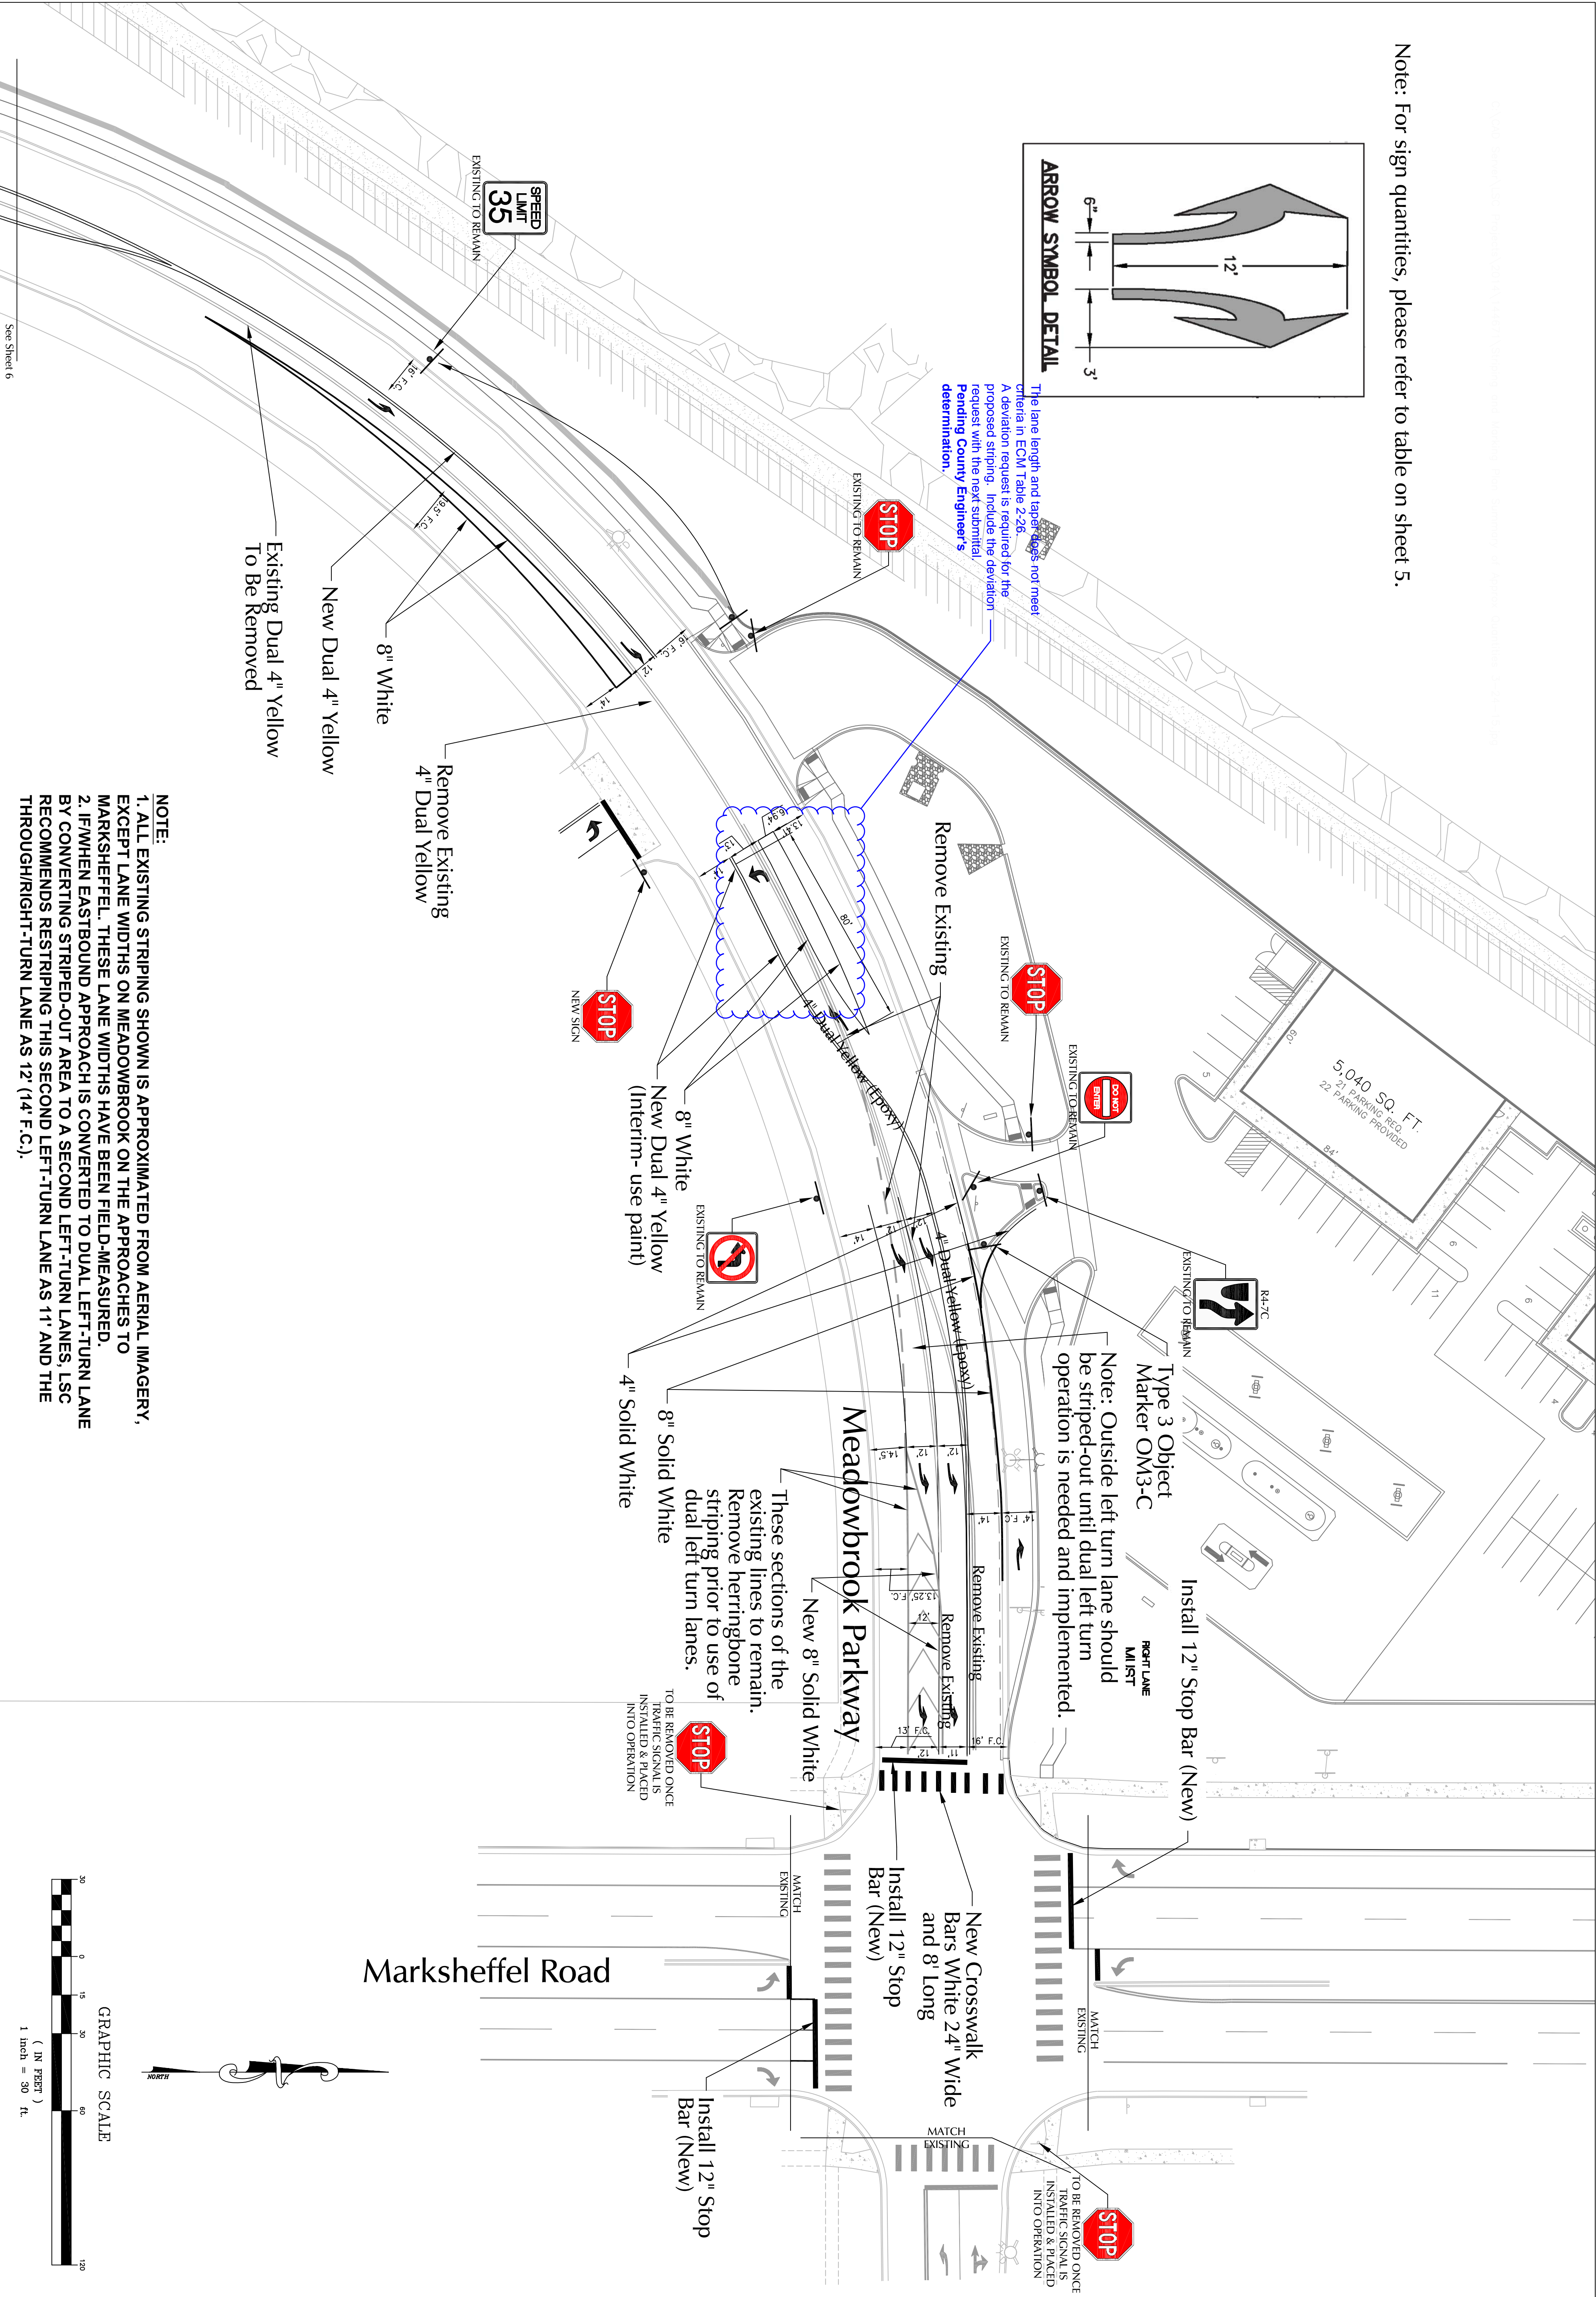 Note: For sign quantities, please refer to table on sheet 5.
6"
12'
3'
ARROW SYMBOL DETAIL
The lane length and taper does not meet
criteria in ECM Table 2-26.
A deviation request is required for the
proposed striping. Include the deviation
request with the next submittal.
Pending County Engineer's
determination.
SPEED
LIMIT
35
EXISTING TO REMAIN
STOP
EXISTING TO REMAIN
STOP
EXISTING TO REMAIN
DO NOT
ENTER
EXISTING TO REMAIN
R4-7C
EXISTING TO REMAIN
5,040 SQ. FT.
21 PARKING REQ.
22 PARKING PROVIDED
60'
84'
5
6
11
6
5
4
Type 3 Object
Marker OM3-C
Note: Outside left turn lane should
be striped-out until dual left turn
operation is needed and implemented.
RIGHT LANE
MUST
Install 12" Stop Bar (New)
Remove Existing
80'
13.41'
6.94'
13'
16' F.C.
9.5' F.C.
16' F.C.
12'
14'
4" Dual Yellow (Epoxy)
4" Dual Yellow (Epoxy)
12'
12'
14'
12'
12'
14.5'
14'
14' F.C.
13.25' F.C.
12'
Remove Existing
Remove Existing
13' F.C.
12'
11'
16' F.C.
8" White
New Dual 4" Yellow
Existing Dual 4" Yellow
To Be Removed
Remove Existing
4" Dual Yellow
STOP
NEW SIGN
8" White
New Dual 4" Yellow
(Interim- use paint)
EXISTING TO REMAIN
4" Solid White
8" Solid White
Meadowbrook Parkway
These sections of the
existing lines to remain.
Remove herringbone
striping prior to use of
dual left turn lanes.
New 8" Solid White
STOP
TO BE REMOVED ONCE
TRAFFIC SIGNAL IS
INSTALLED & PLACED
INTO OPERATION
MATCH
EXISTING
Install 12" Stop
Bar (New)
New Crosswalk
Bars White 24" Wide
and 8' Long
MATCH
EXISTING
Marksheffel Road
Install 12" Stop
Bar (New)
MATCH
EXISTING
STOP
TO BE REMOVED ONCE
TRAFFIC SIGNAL IS
INSTALLED & PLACED
INTO OPERATION
See Sheet 6
NOTE:
1. ALL EXISTING STRIPING SHOWN IS APPROXIMATED FROM AERIAL IMAGERY,
EXCEPT LANE WIDTHS ON MEADOWBROOK ON THE APPROACHES TO
MARKSHEFFEL. THESE LANE WIDTHS HAVE BEEN FIELD-MEASURED.
2. IF/WHEN EASTBOUND APPROACH IS CONVERTED TO DUAL LEFT-TURN LANE
BY CONVERTING STRIPED-OUT AREA TO A SECOND LEFT-TURN LANES, LSC
RECOMMENDS RESTRIPING THIS SECOND LEFT-TURN LANE AS 11' AND THE
THROUGH/RIGHT-TURN LANE AS 12' (14' F.C.).
NORTH
GRAPHIC SCALE
30
0
15
30
60
120
( IN FEET )
1 inch = 30 ft.